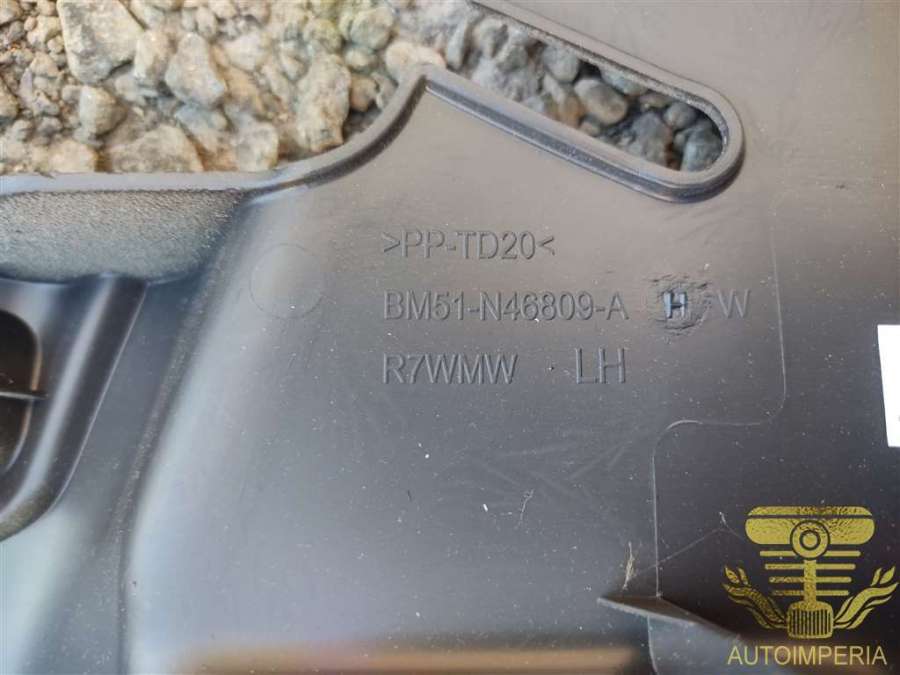 >PP-TD20<
BM51-N46809-A H W
R7WMW LH
AUTOIMPERIA